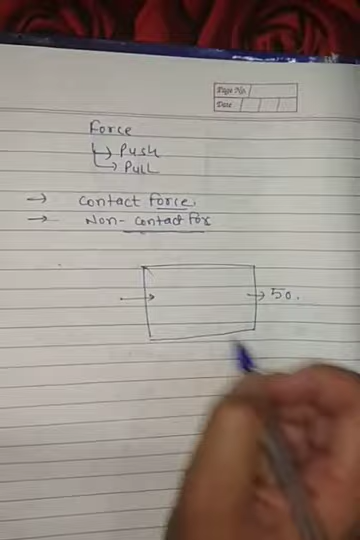 Page No.
Date
Force
→ Push
→ Pull
→ Contact force.
→ Non-Contact for
→ 50.